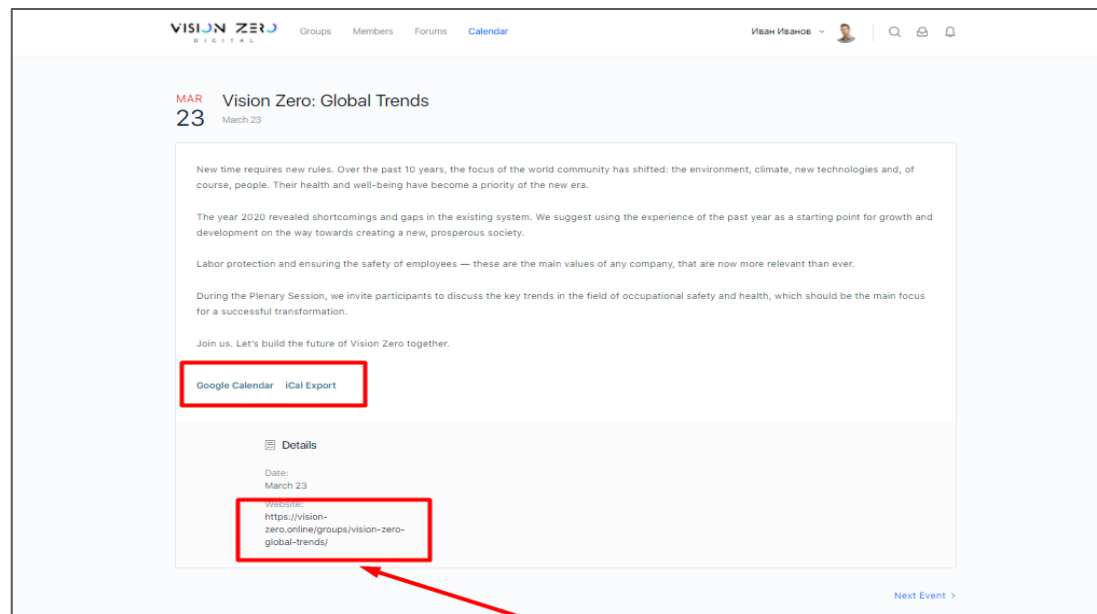 VISION ZERO
DIGITAL
Groups Members Forums Calendar Иван Иванов
MAR
23
Vision Zero: Global Trends
March 23
New time requires new rules. Over the past 10 years, the focus of the world community has shifted: the environment, climate, new technologies and, of
course, people. Their health and well-being have become a priority of the new era.
The year 2020 revealed shortcomings and gaps in the existing system. We suggest using the experience of the past year as a starting point for growth and
development on the way towards creating a new, prosperous society.
Labor protection and ensuring the safety of employees — these are the main values of any company, that are now more relevant than ever.
During the Plenary Session, we invite participants to discuss the key trends in the field of occupational safety and health, which should be the main focus
for a successful transformation.
Join us. Let's build the future of Vision Zero together.
Google Calendar iCal Export
Details
Date:
March 23
Website:
https://vision-
zero.online/groups/vision-zero-
global-trends/
Next Event >